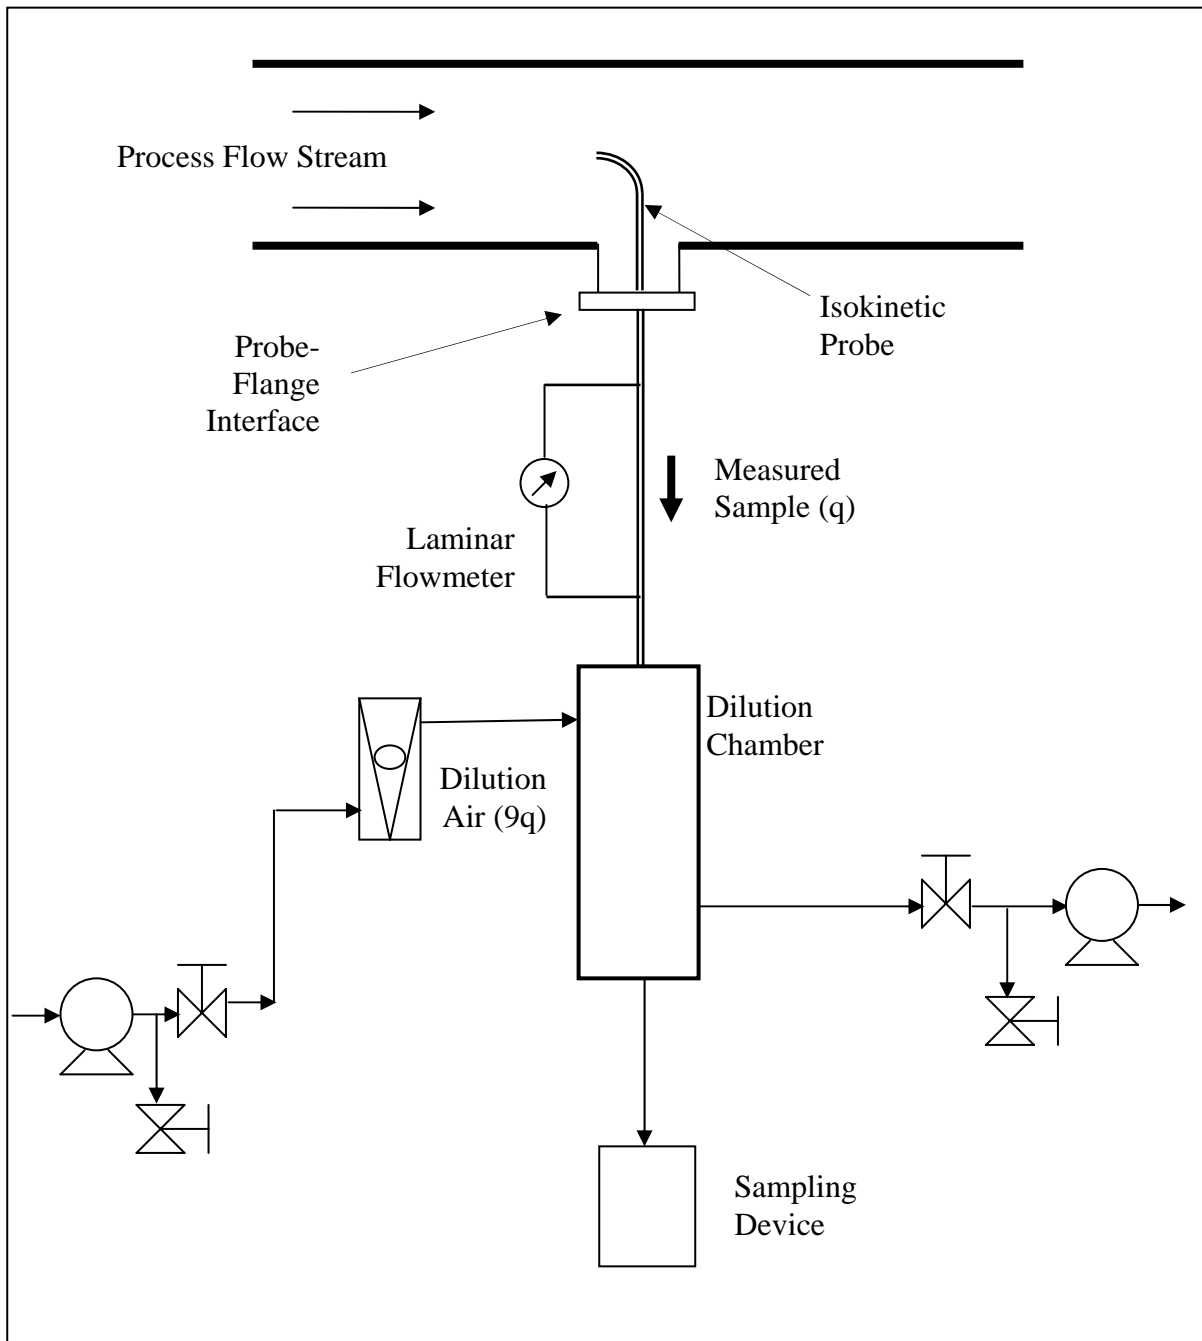 Process Flow Stream
Isokinetic
Probe
Probe-
Flange
Interface
Measured
Sample (q)
Laminar
Flowmeter
Dilution
Chamber
Dilution
Air (9q)
Sampling
Device